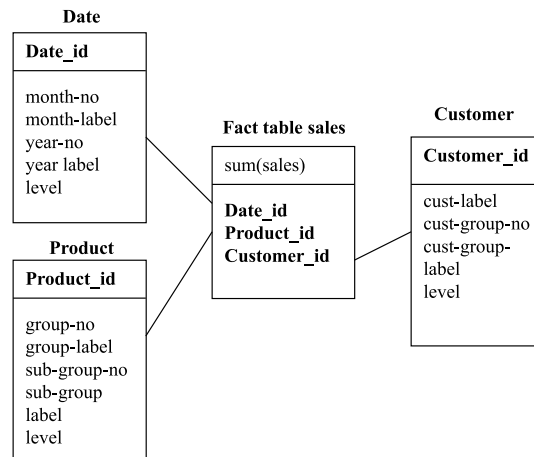 Date
Date_id
month-no
month-label
year-no
year label
level
Product
Product_id
group-no
group-label
sub-group-no
sub-group
label
level
Fact table sales
sum(sales)
Date_id
Product_id
Customer_id
Customer
Customer_id
cust-label
cust-group-no
cust-group-
label
level